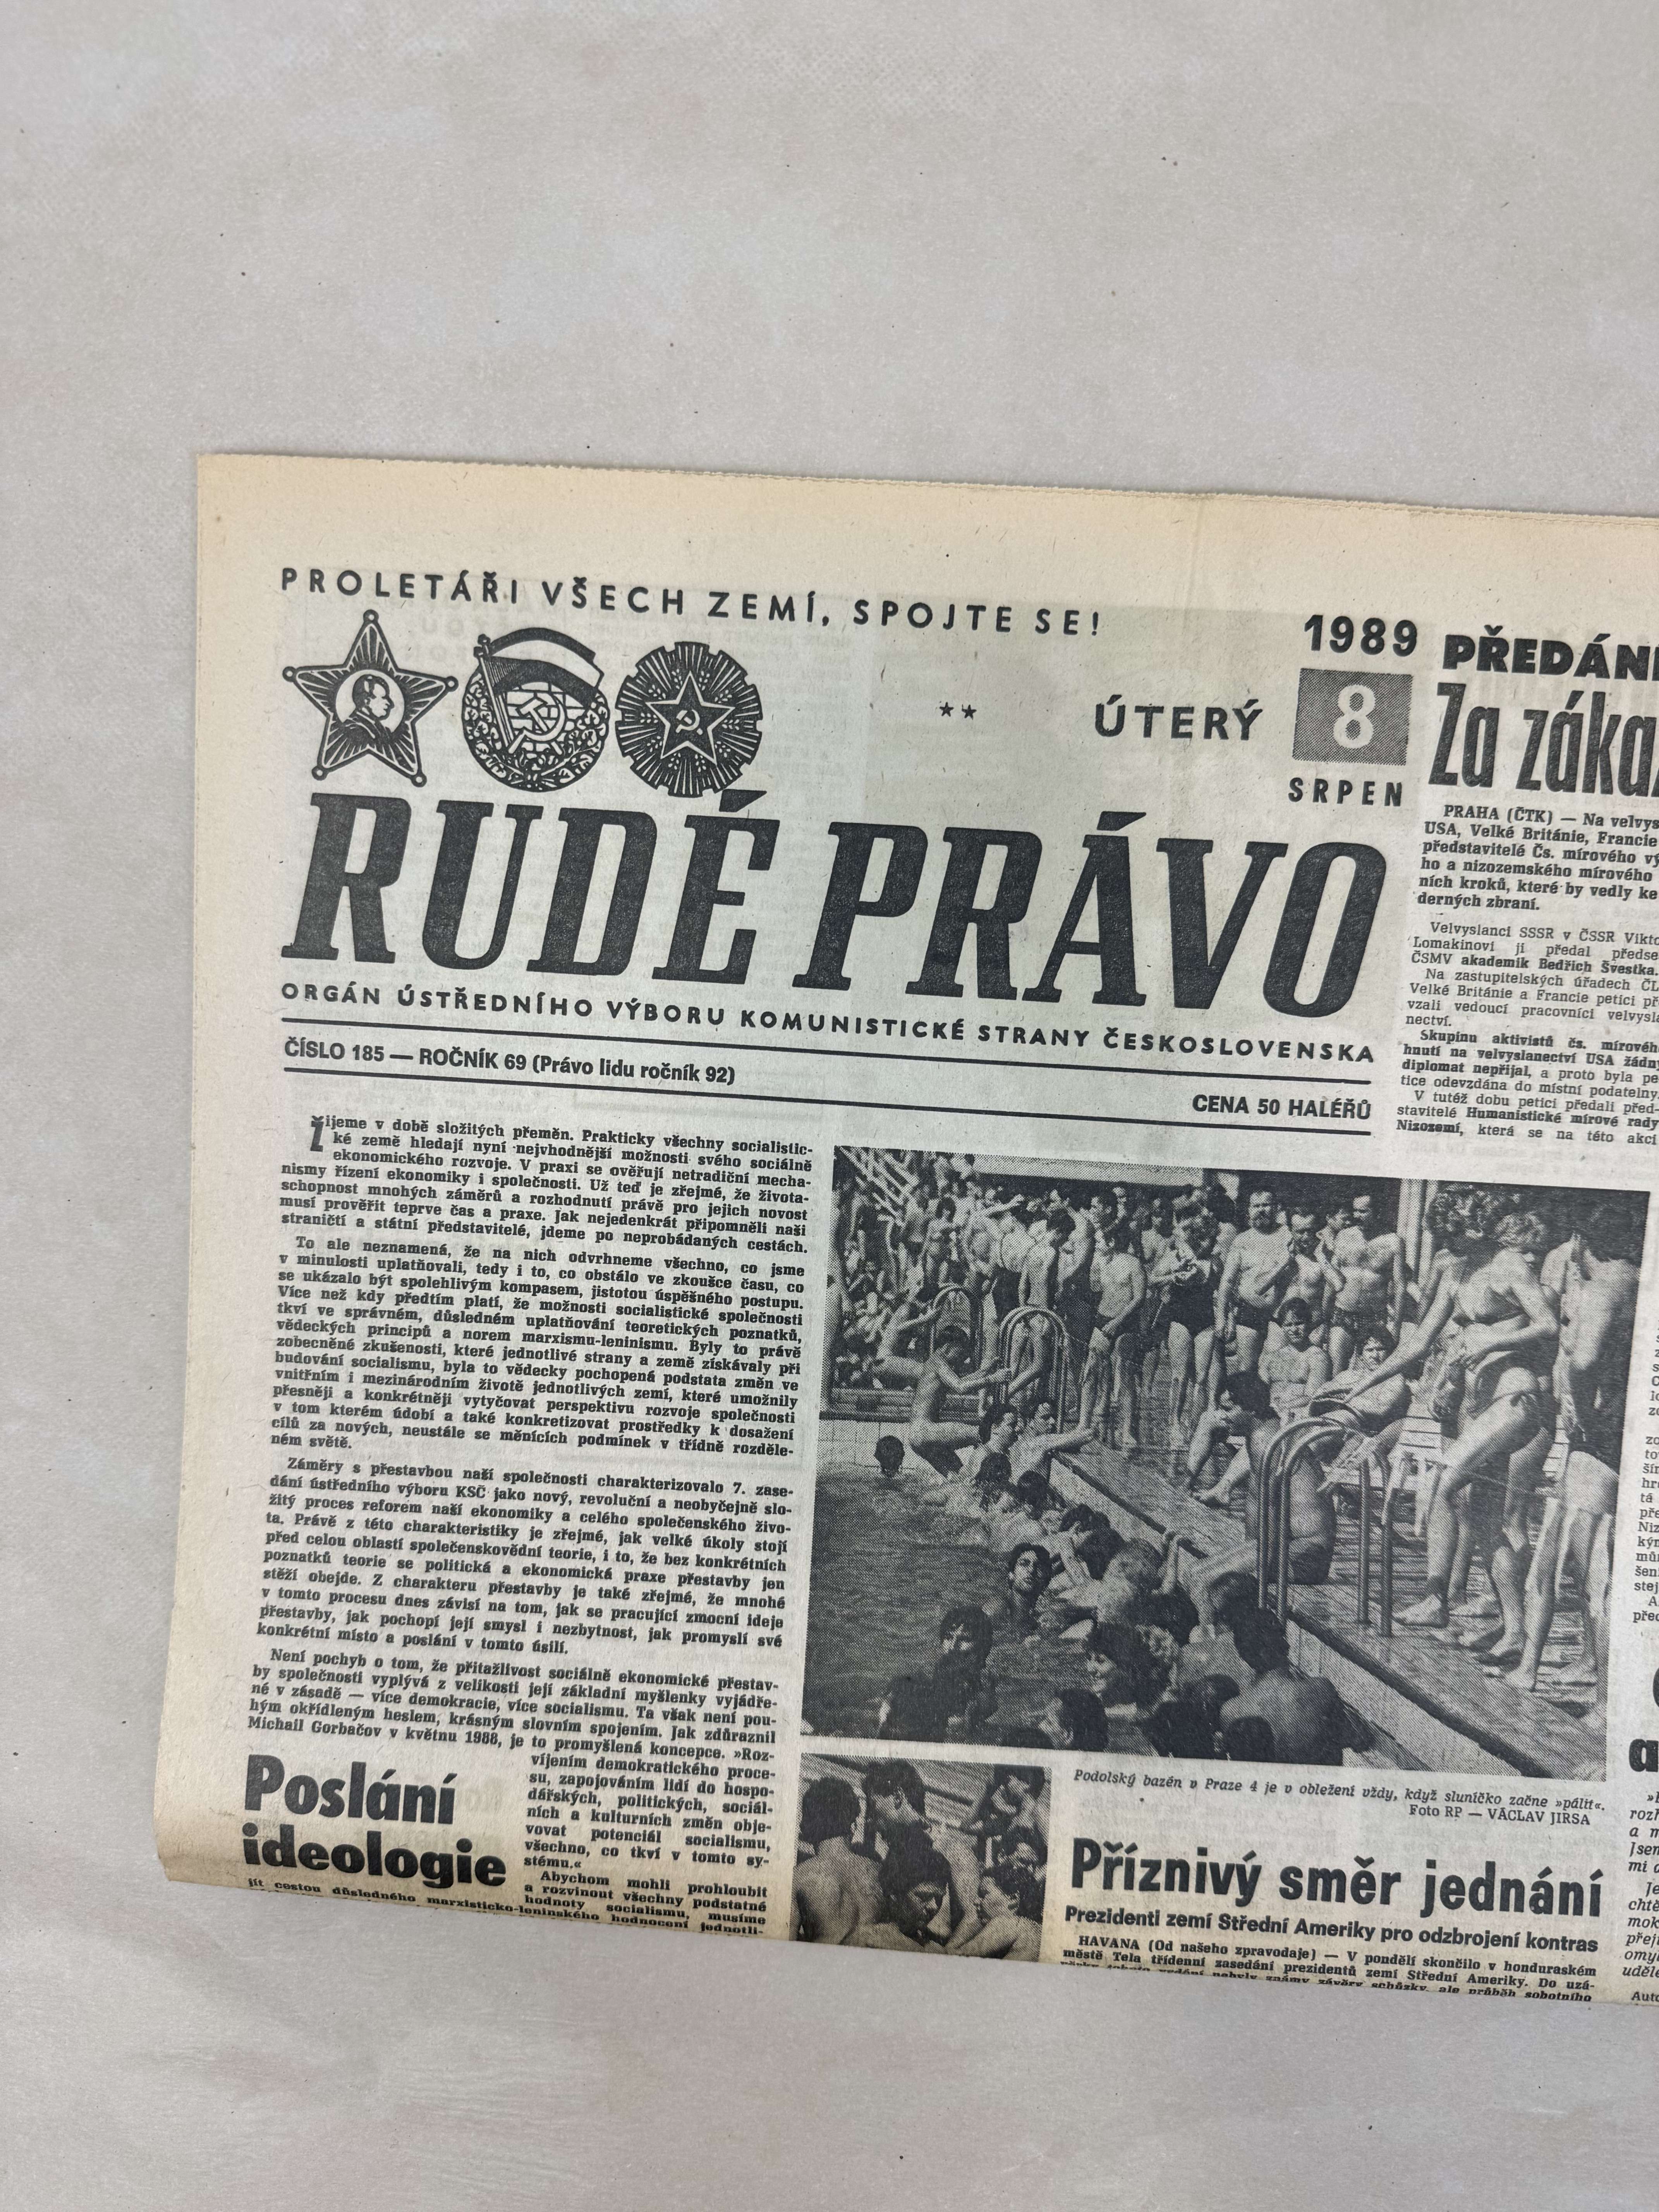 PROLETÁŘI VŠECH ZEMÍ, SPOJTE SE!
★★
ÚTERÝ
1989
8
SRPEN
RUDÉ PRÁVO
ORGÁN ÚSTŘEDNÍHO VÝBORU KOMUNISTICKÉ STRANY ČESKOSLOVENSKA
ČÍSLO 185 — ROČNÍK 69 (Právo lidu ročník 92)
CENA 50 HALÉŘŮ
Žijeme v době složitých přeměn. Prakticky všechny socialistic-
ké země hledají nyní nejvhodnější možnosti svého sociálně
ekonomického rozvoje. V praxi se ověřují netradiční mecha-
nismy řízení ekonomiky i společnosti. Už teď je zřejmé, že života-
schopnost mnohých záměrů a rozhodnutí právě pro jejich novost
musí prověřit teprve čas a praxe. Jak nejedenkrát připomněli naši
straničtí a státní představitelé, jdeme po neprobádaných cestách.
To ale neznamená, že na nich odvrhneme všechno, co jsme
v minulosti uplatňovali, tedy i to, co obstálo ve zkoušce času, co
se ukázalo být spolehlivým kompasem, jistotou úspěšného postupu.
Více než kdy předtím platí, že možnosti socialistické společnosti
tkví ve správném, důsledném uplatňování teoretických poznatků,
vědeckých principů a norem marxismu-leninismu. Byly to právě
zobecněné zkušenosti, které jednotlivé strany a země získávaly při
budování socialismu, byla to vědecky pochopená podstata změn ve
vnitřním i mezinárodním životě jednotlivých zemí, které umožnily
přesněji a konkrétněji vytyčovat perspektivu rozvoje společnosti
v tom kterém údobí a také konkretizovat prostředky k dosažení
cílů za nových, neustále se měnících podmínek v třídně rozděle-
ném světě.
Záměry s přestavbou naší společnosti charakterizovalo 7. zase-
dání ústředního výboru KSČ jako nový, revoluční a neobyčejně slo-
žitý proces reforem naší ekonomiky a celého společenského živo-
ta. Právě z této charakteristiky je zřejmé, jak velké úkoly stojí
před celou oblastí společenskovědní teorie, i to, že bez konkrétních
poznatků teorie se politická a ekonomická praxe přestavby jen
stěží obejde. Z charakteru přestavby je také zřejmé, že mnohé
v tomto procesu dnes závisí na tom, jak se pracující zmocní ideje
přestavby, jak pochopí její smysl i nezbytnost, jak promyslí své
konkrétní místo a poslání v tomto úsilí.
Není pochyb o tom, že přitažlivost sociálně ekonomické přestav-
by společnosti vyplývá z velikosti její základní myšlenky vyjádře-
né v zásadě — více demokracie, více socialismu. Ta však není pou-
hým okřídleným heslem, krásným slovním spojením. Jak zdůraznil
Michail Gorbačov v květnu 1988, je to promyšlená koncepce. »Roz-
víjením demokratického proce-
su, zapojováním lidí do hospo-
dářských, politických, sociál-
ních a kulturních změn obje-
vovat potenciál socialismu,
všechno, co tkví v tomto sy-
stému.«
Abychom mohli prohloubit
a rozvinout všechny podstatné
hodnoty socialismu, musíme
Poslání
ideologie
jít cestou důsledného marxisticko-leninského hodnocení jednotli-
Podolský bazén v Praze 4 je v obležení vždy, když sluníčko začne »pálit«.
Foto RP — VÁCLAV JIRSA
Příznivý směr jednání
Prezidenti zemí Střední Ameriky pro odzbrojení kontras
HAVANA (Od našeho zpravodaje) — V pondělí skončilo v honduraském
městě Tela třídenní zasedání prezidentů zemí Střední Ameriky. Do uzá-
věrky tohoto vydání nebyly známy závěry schůzky, ale průběh sobotního
PŘEDÁN
Za záka
PRAHA (ČTK) — Na velvys
USA, Velké Británie, Francie
představitelé Čs. mírového vý
ho a nizozemského mírového
ních kroků, které by vedly ke
derných zbraní.
Velvyslanci SSSR v ČSSR Vikto
Lomakinovi ji předal předse
ČSMV akademik Bedřich Švestka.
Na zastupitelských úřadech ČL
Velké Británie a Francie petici př
vzali vedoucí pracovníci velvysla
nectví.
Skupinu aktivistů čs. mírového
hnutí na velvyslanectví USA žádný
diplomat nepřijal, a proto byla pe
tice odevzdána do místní podatelny.
V tutéž dobu petici předali před-
stavitelé Humanistické mírové rady
Nizozemí, která se na této akci